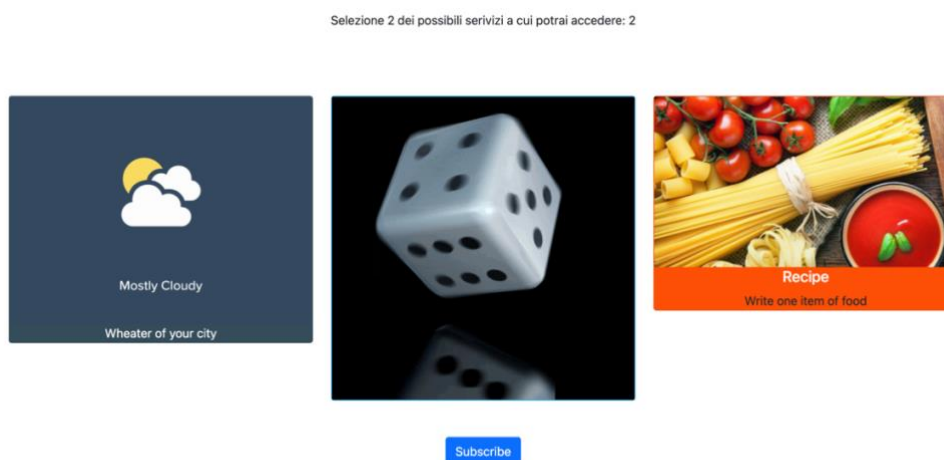 Selezione 2 dei possibili serivizi a cui potrai accedere: 2
Mostly Cloudy
Wheater of your city
Recipe
Write one item of food
Subscribe